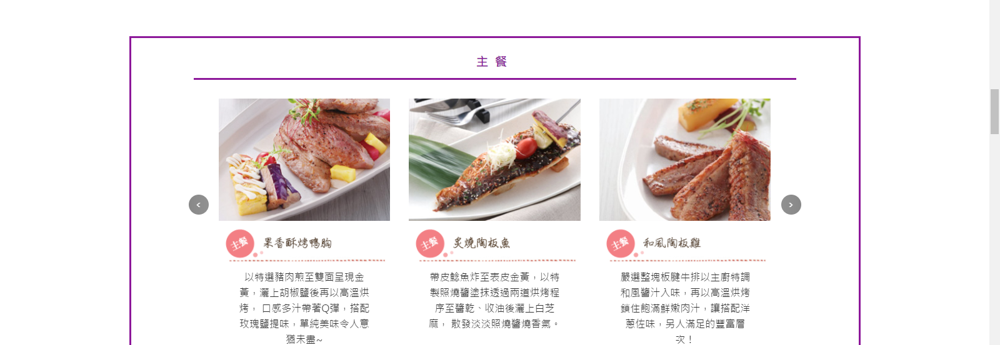 主 餐
主餐 果香酥烤鴨胸
以特選豬肉煎至雙面呈現金
黃，灑上胡椒鹽後再以高溫烘
烤， 口感多汁帶著Q彈，搭配
玫瑰鹽提味，單純美味令人意
猶未盡~
主餐 炙燒陶板魚
帶皮鯰魚炸至表皮金黃，以特
製照燒醬塗抹透過兩道烘烤程
序至醬乾、收油後灑上白芝
麻， 散發淡淡照燒醬燒香氣。
主餐 和風陶板雞
嚴選整塊板腱牛排以主廚特調
和風醬汁入味，再以高溫烘烤
鎖住飽滿鮮嫩肉汁，讓搭配洋
蔥佐味，另人滿足的豐富層
次！